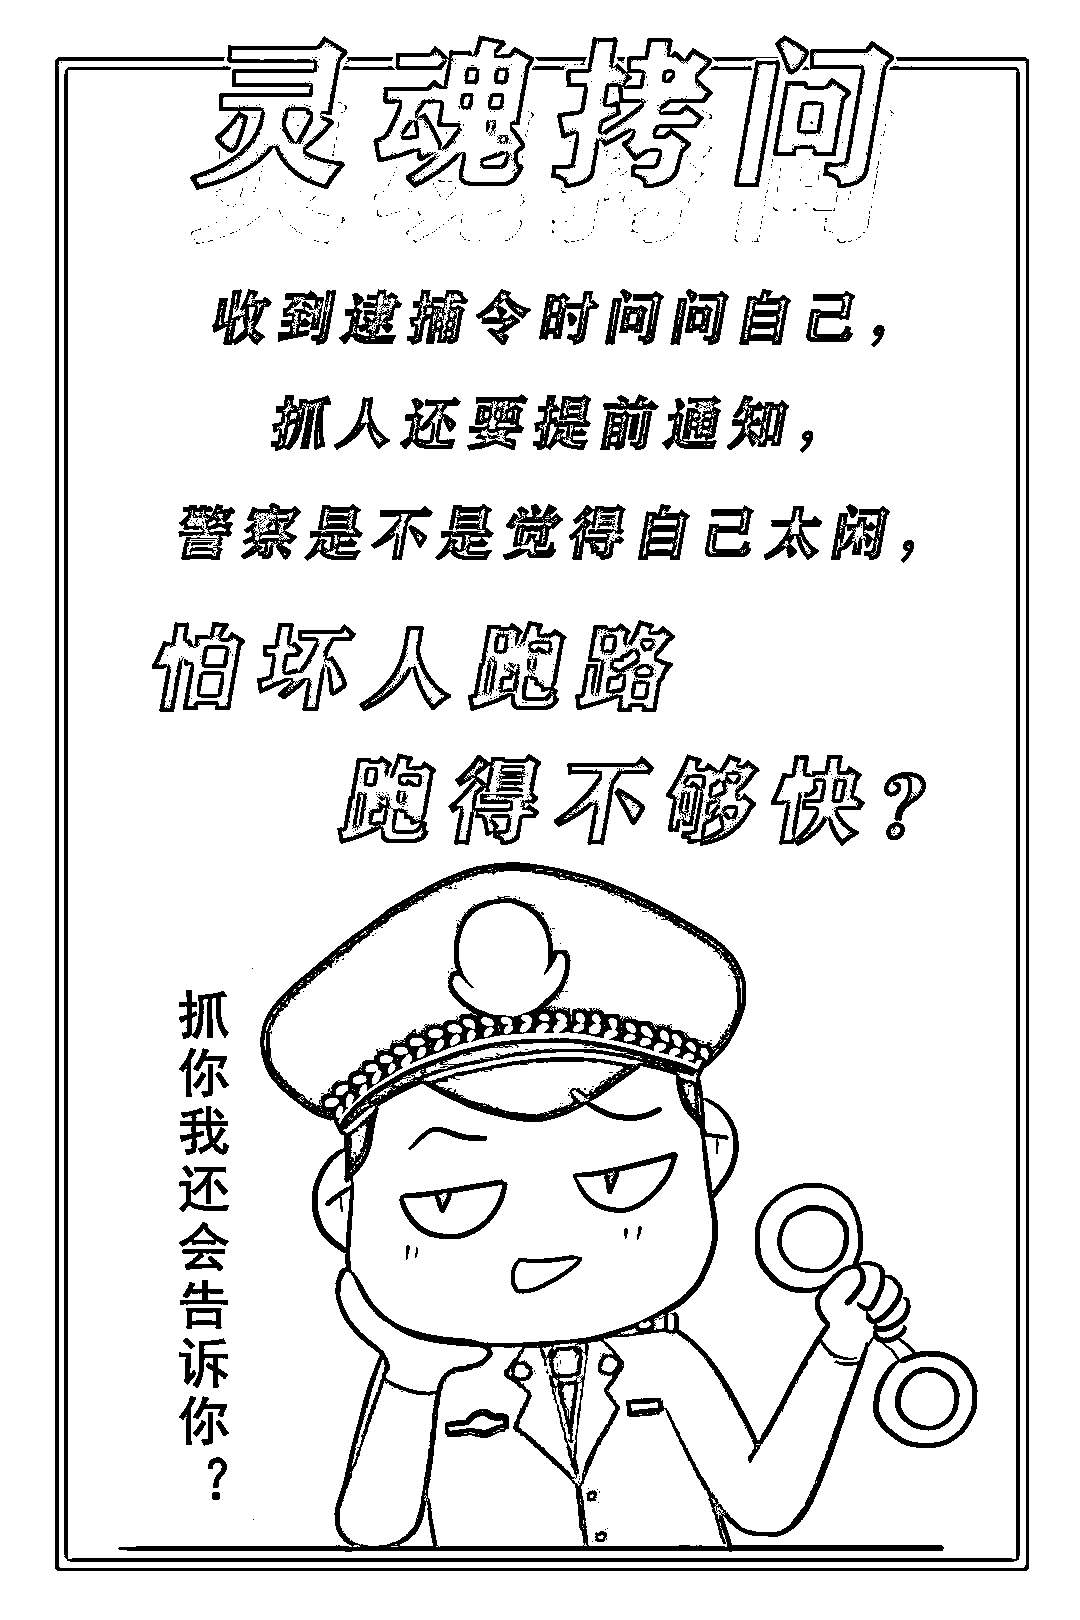 灵魂拷问
收到逮捕令时问问自己，
抓人还要提前通知，
警察是不是觉得自己太闲，
怕坏人跑路
跑得不够快？
抓你我还会告诉你？